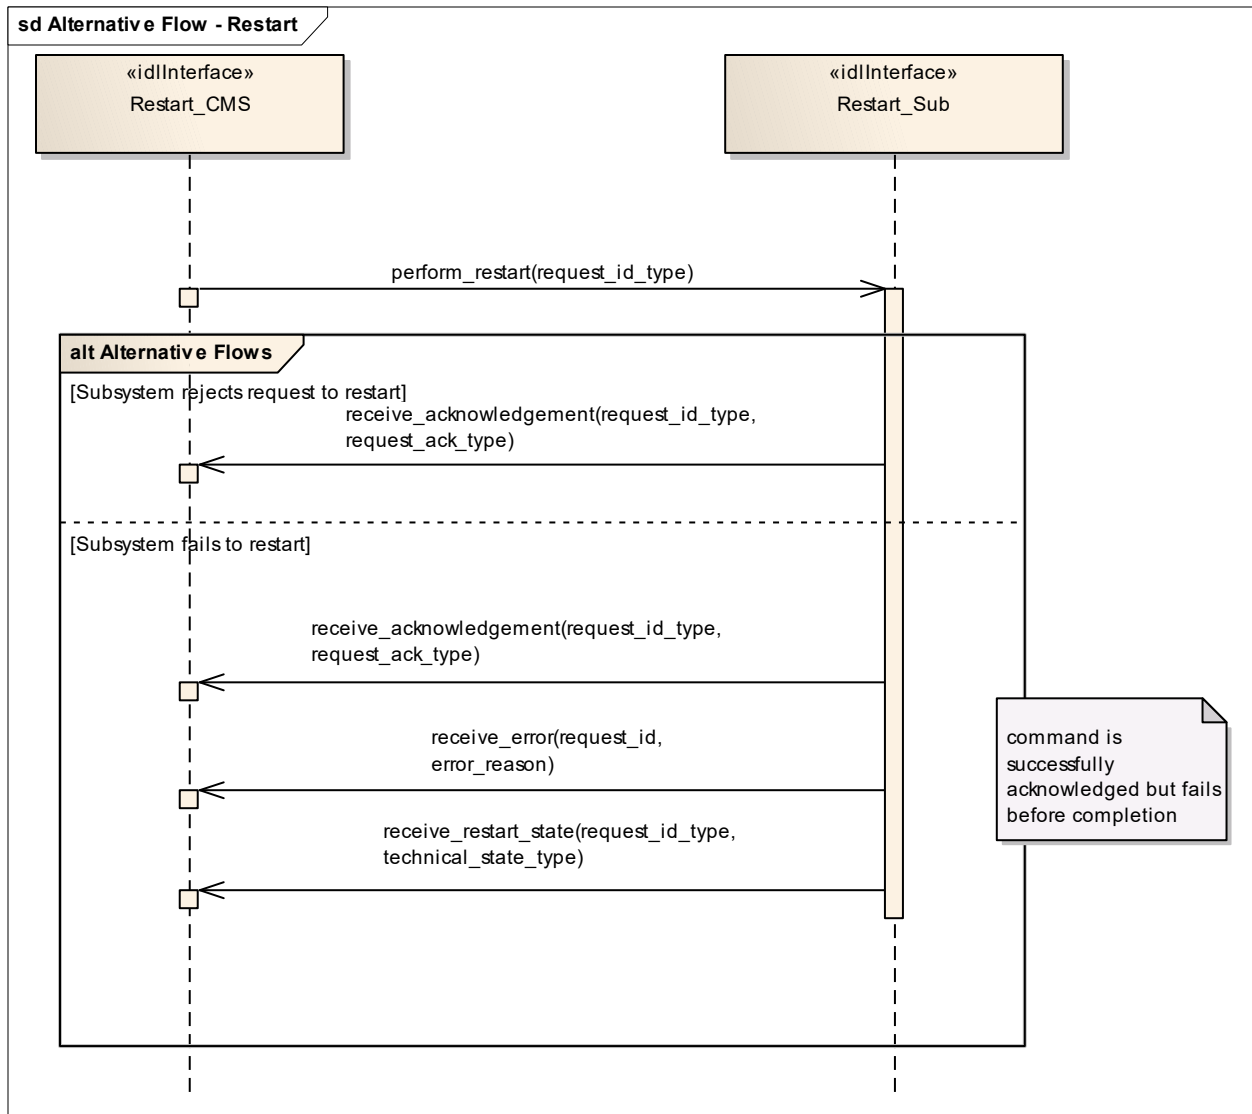 sd Alternative Flow - Restart
«idlInterface»
Restart_CMS
«idlInterface»
Restart_Sub
perform_restart(request_id_type)
alt Alternative Flows
[Subsystem rejects request to restart]
receive_acknowledgement(request_id_type,
request_ack_type)
[Subsystem fails to restart]
receive_acknowledgement(request_id_type,
request_ack_type)
receive_error(request_id,
error_reason)
command is
successfully
acknowledged but fails
before completion
receive_restart_state(request_id_type,
technical_state_type)